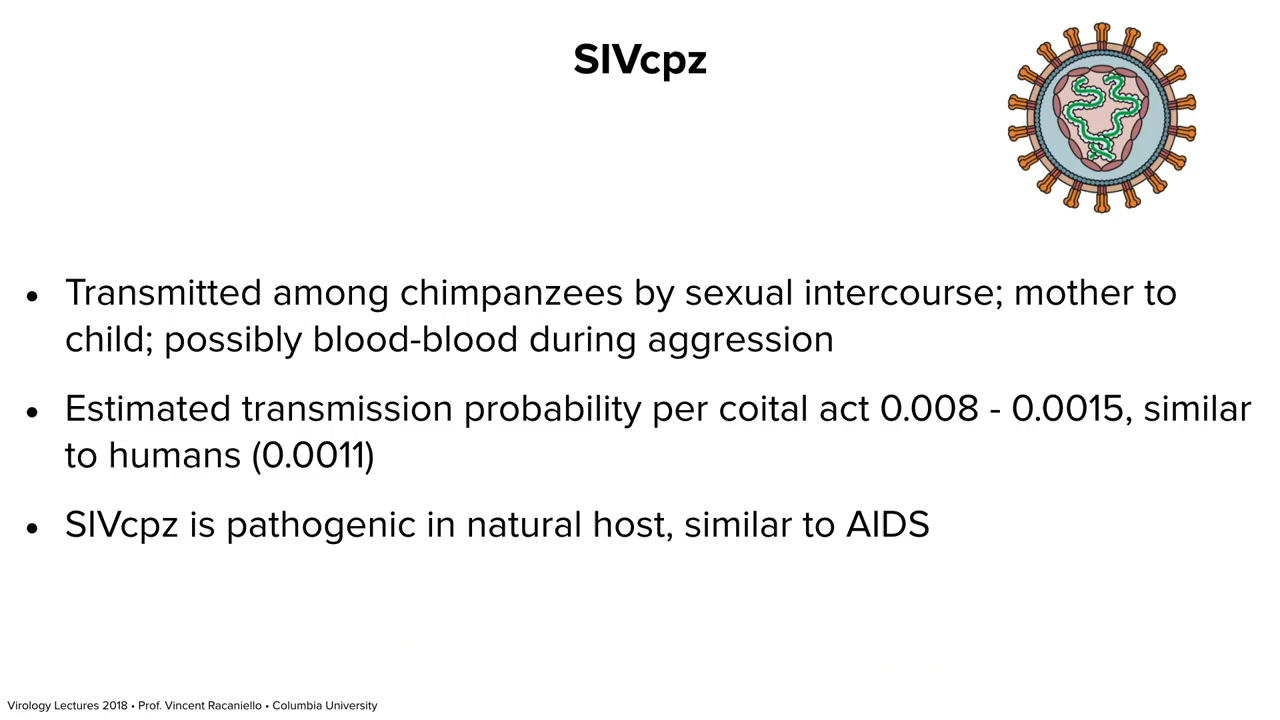 SIVcpz
• Transmitted among chimpanzees by sexual intercourse; mother to
child; possibly blood-blood during aggression
• Estimated transmission probability per coital act 0.008 - 0.0015, similar
to humans (0.0011)
• SIVcpz is pathogenic in natural host, similar to AIDS
Virology Lectures 2018 • Prof. Vincent Racaniello • Columbia University